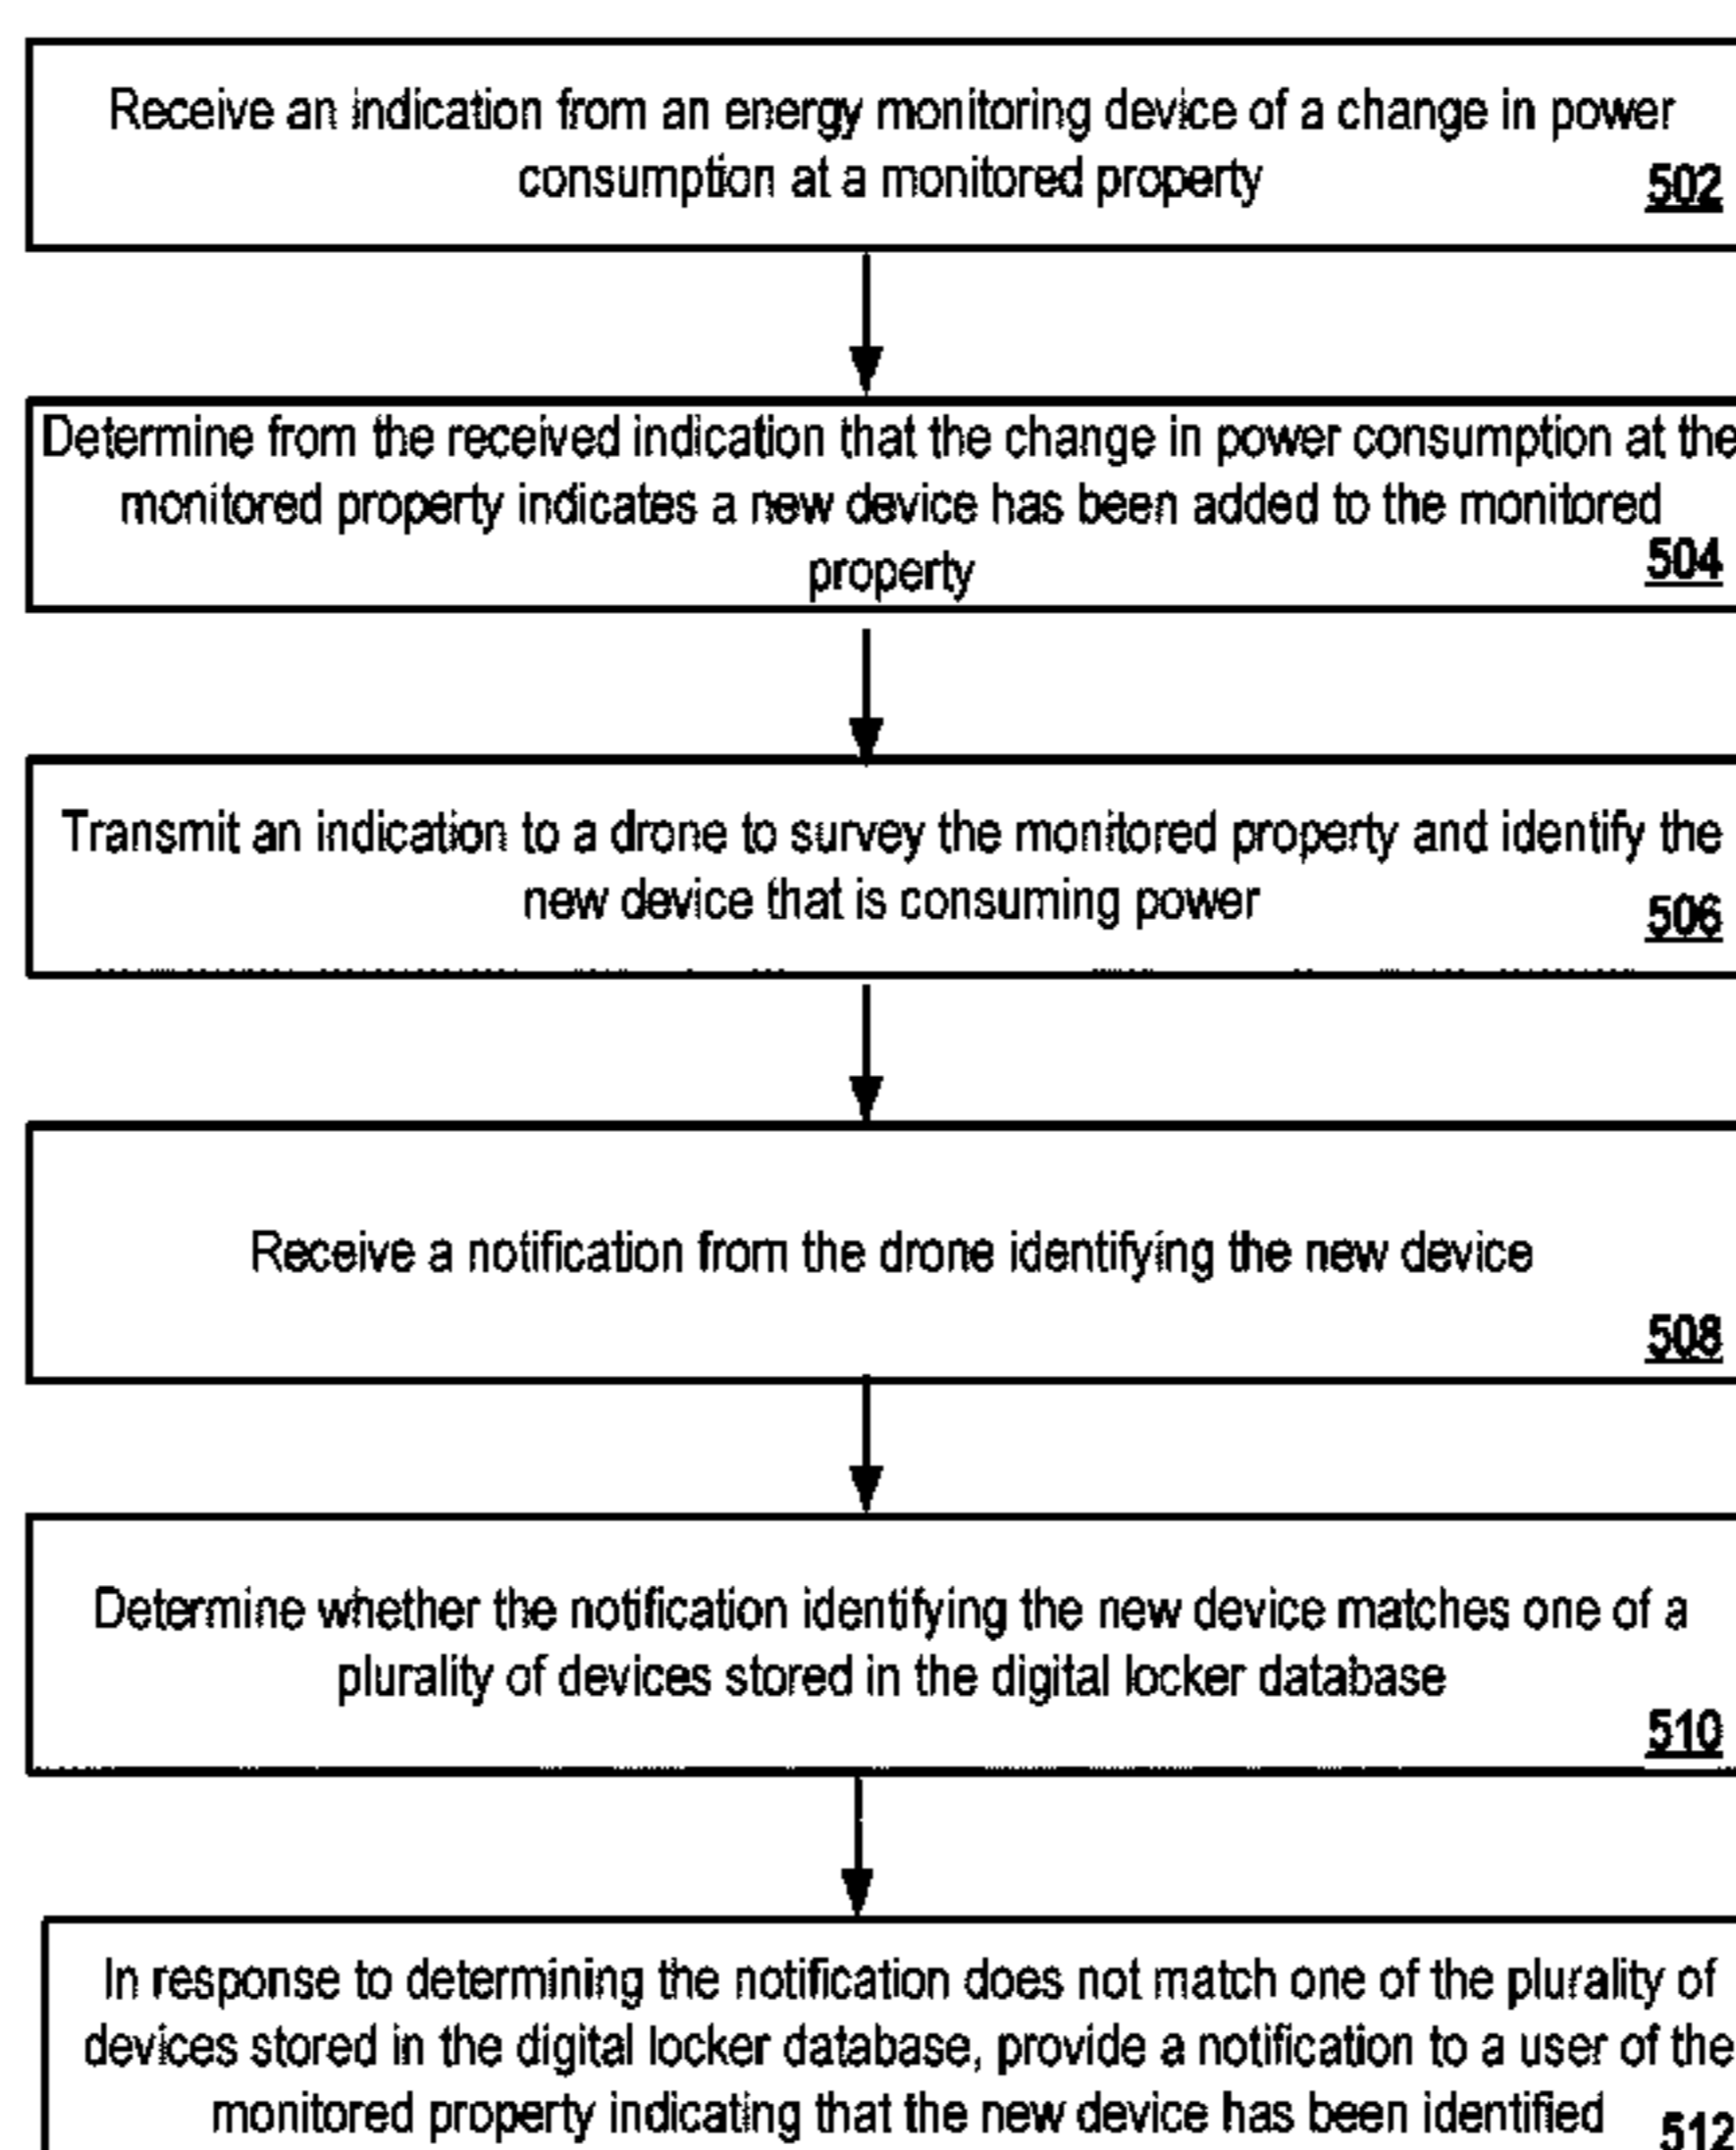 Receive an indication from an energy monitoring device of a change in power
consumption at a monitored property
502
Determine from the received indication that the change in power consumption at the
monitored property indicates a new device has been added to the monitored
property
504
Transmit an indication to a drone to survey the monitored property and identify the
new device that is consuming power
506
Receive a notification from the drone identifying the new device
508
Determine whether the notification identifying the new device matches one of a
plurality of devices stored in the digital locker database
510
In response to determining the notification does not match one of the plurality of
devices stored in the digital locker database, provide a notification to a user of the
monitored property indicating that the new device has been identified
512